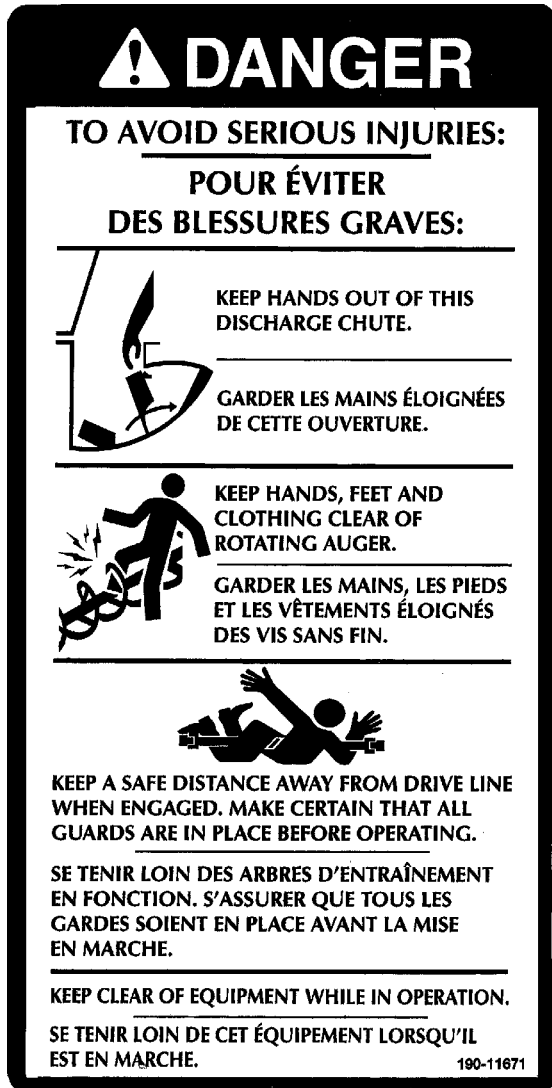 DANGER
TO AVOID SERIOUS INJURIES:
POUR ÉVITER
DES BLESSURES GRAVES:
KEEP HANDS OUT OF THIS
DISCHARGE CHUTE.
GARDER LES MAINS ÉLOIGNÉES
DE CETTE OUVERTURE.
KEEP HANDS, FEET AND
CLOTHING CLEAR OF
ROTATING AUGER.
GARDER LES MAINS, LES PIEDS
ET LES VÊTEMENTS ÉLOIGNÉS
DES VIS SANS FIN.
KEEP A SAFE DISTANCE AWAY FROM DRIVE LINE
WHEN ENGAGED. MAKE CERTAIN THAT ALL
GUARDS ARE IN PLACE BEFORE OPERATING.
SE TENIR LOIN DES ARBRES D'ENTRAÎNEMENT
EN FONCTION. S'ASSURER QUE TOUS LES
GARDES SOIENT EN PLACE AVANT LA MISE
EN MARCHE.
KEEP CLEAR OF EQUIPMENT WHILE IN OPERATION.
SE TENIR LOIN DE CET ÉQUIPEMENT LORSQU'IL
EST EN MARCHE.
190-11671